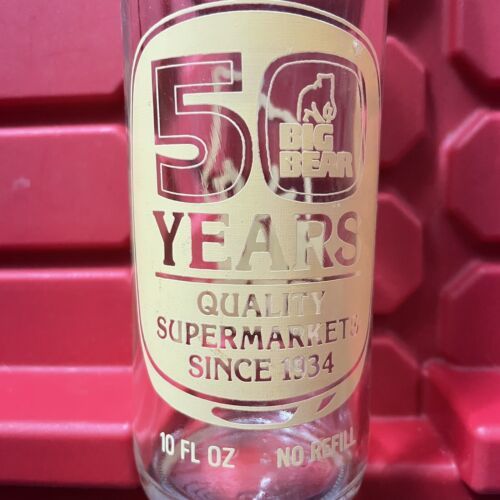 50
BIG
BEAR
YEARS
QUALITY
SUPERMARKETS
SINCE 1934
10 FL OZ NO REFILL